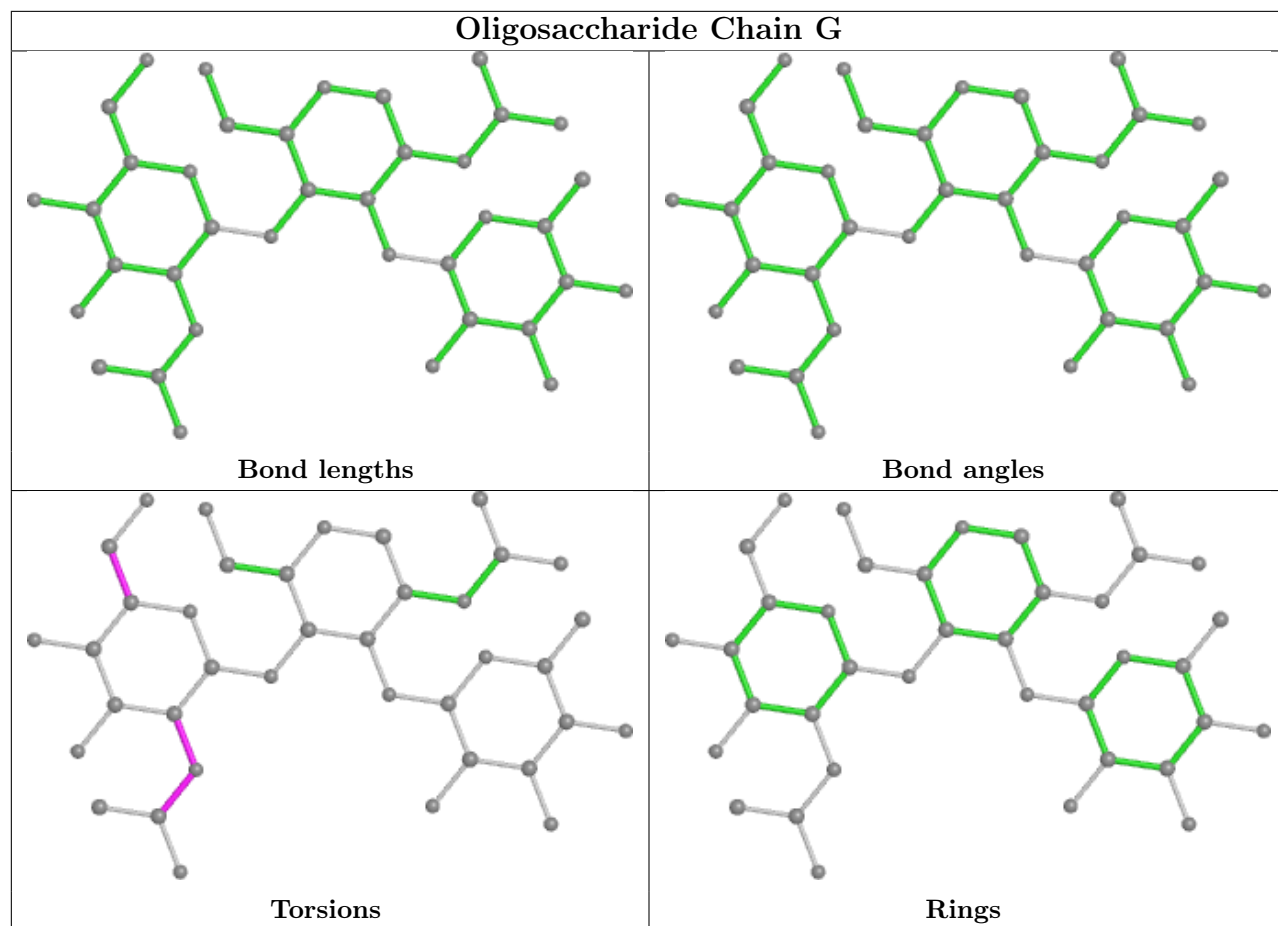 Oligosaccharide Chain G
Bond lengths
Bond angles
Torsions
Rings